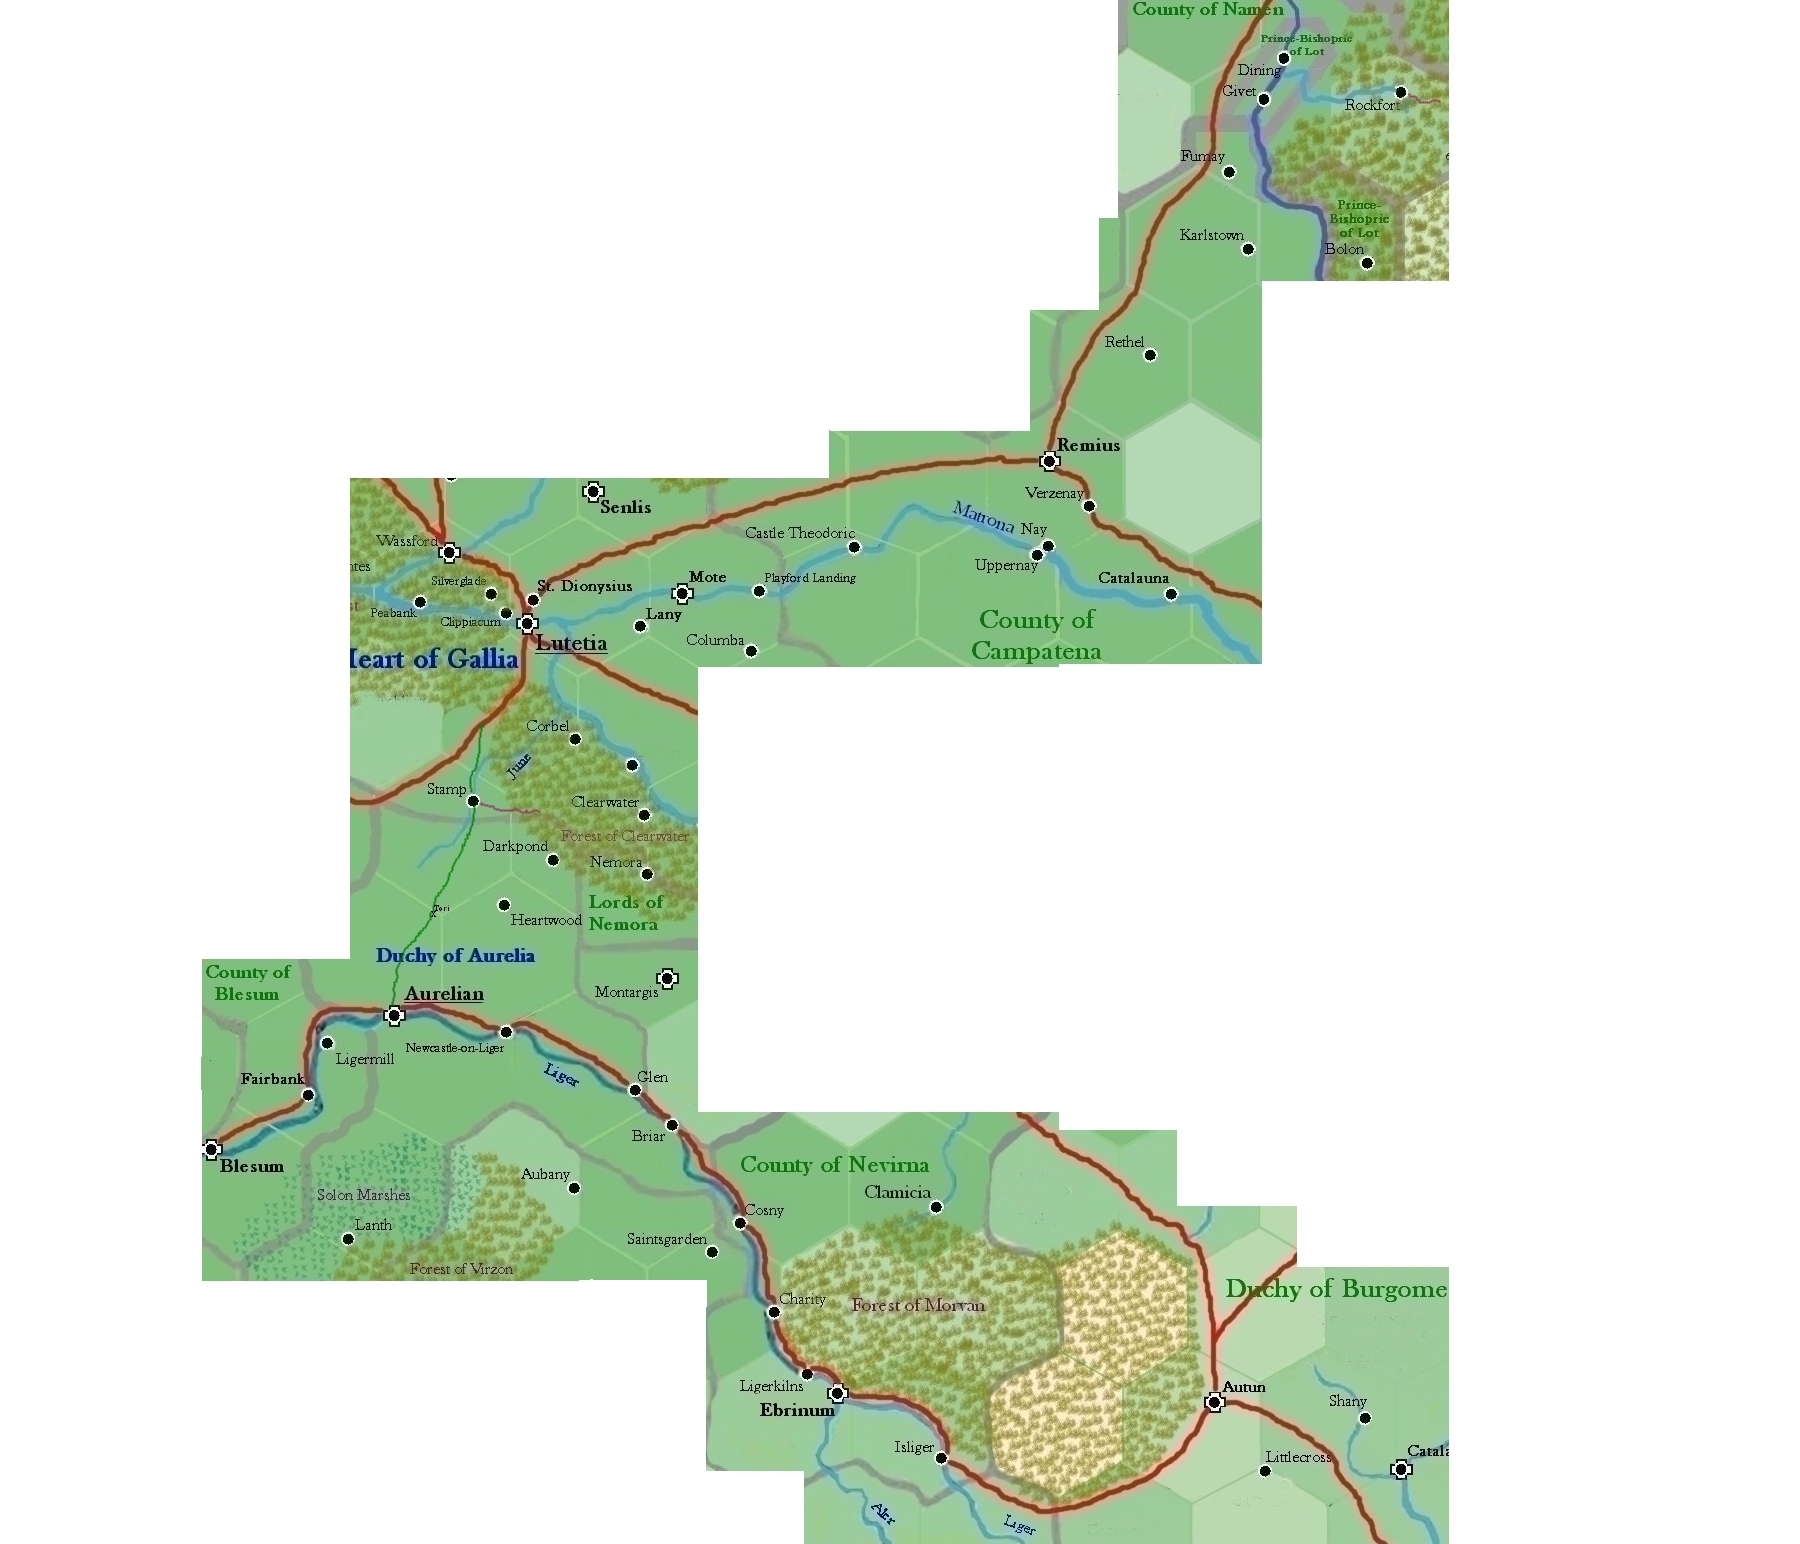 County of Namen
Prince-Bishopric
of Lot
Dining
Givet
Rockfort
Fumay
Prince-
Bishopric
of Lot
Karlstown
Bolon
Rethel
Remius
Verzenay
Senlis
Matrona
Nay
Castle Theodoric
Wassford
Uppernay
Mote
Playford Landing
Catalauna
Silverglade
St. Dionysius
Peabank
Lany
Clippiacum
County of
Campatena
Lutetia
Columba
Heart of Gallia
Corbel
June
Stamp
Clearwater
Forest of Clearwater
Darkpond
Nemora
Lords of
Nemora
Tori
Heartwood
Duchy of Aurelia
County of
Blesum
Aurelian
Montargis
Newcastle-on-Liger
Ligermill
Liger
Fairbank
Glen
Briar
Blesum
County of Nevirna
Aubany
Solon Marshes
Clamicia
Lanth
Cosny
Saintsgarden
Forest of Virzon
Duchy of Burgome
Charity
Forest of Morvan
Ligerkilns
Autun
Ebrinum
Shany
Isliger
Littlecross
Catala
Aler
Liger